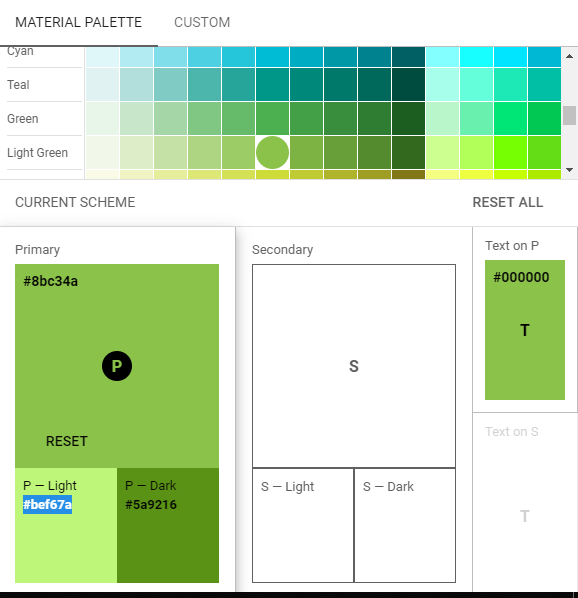 MATERIAL PALETTE CUSTOM
Cyan
Teal
Green
Light Green
CURRENT SCHEME RESET ALL
Primary
#8bc34a
P
RESET
P — Light
#bef67a
P — Dark
#5a9216
Secondary
S
S — Light
S — Dark
Text on P
#000000
T
Text on S
T